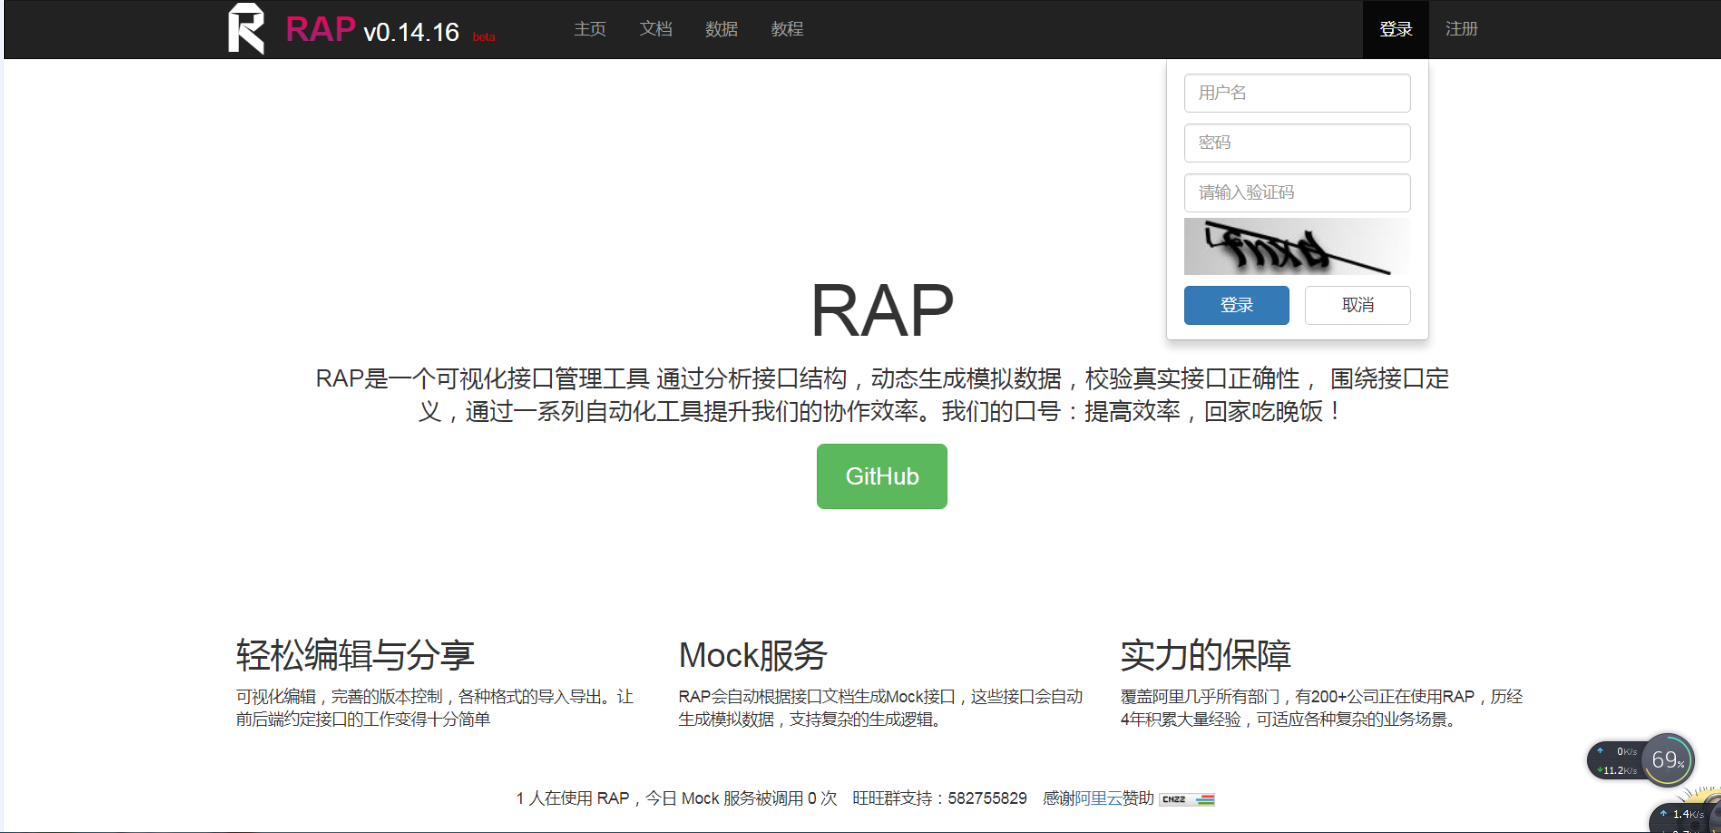 RAP v0.14.16 beta
主页 文档 数据 教程
登录 注册
用户名
密码
请输入验证码
登录 取消
RAP
RAP是一个可视化接口管理工具 通过分析接口结构，动态生成模拟数据，校验真实接口正确性， 围绕接口定
义，通过一系列自动化工具提升我们的协作效率。我们的口号：提高效率，回家吃晚饭！
GitHub
轻松编辑与分享
可视化编辑，完善的版本控制，各种格式的导入导出。让
前后端约定接口的工作变得十分简单
Mock服务
RAP会自动根据接口文档生成Mock接口，这些接口会自动
生成模拟数据，支持复杂的生成逻辑。
实力的保障
覆盖阿里几乎所有部门，有200+公司正在使用RAP，历经
4年积累大量经验，可适应各种复杂的业务场景。
1 人在使用 RAP，今日 Mock 服务被调用 0 次 旺旺群支持：582755829 感谢阿里云赞助 CNZZ
0K/s
11.2K/s
69%
1.4K/s